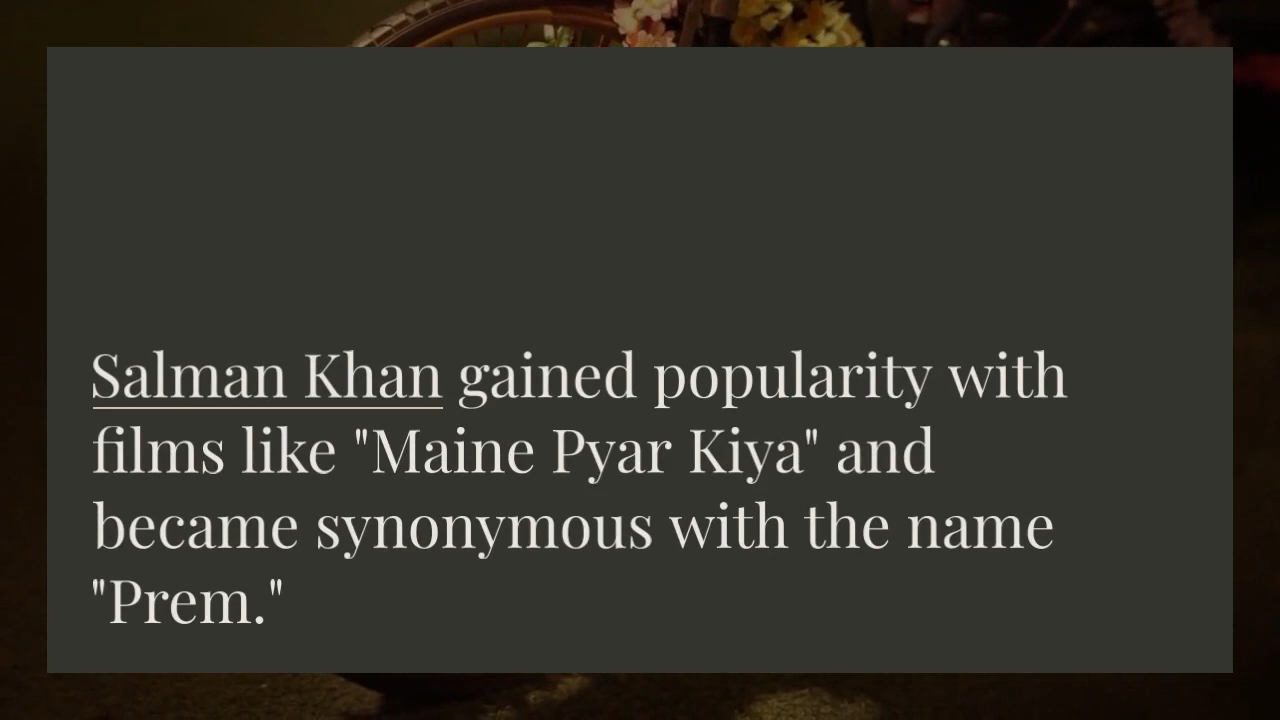 Salman Khan gained popularity with
films like "Maine Pyar Kiya" and
became synonymous with the name
"Prem."